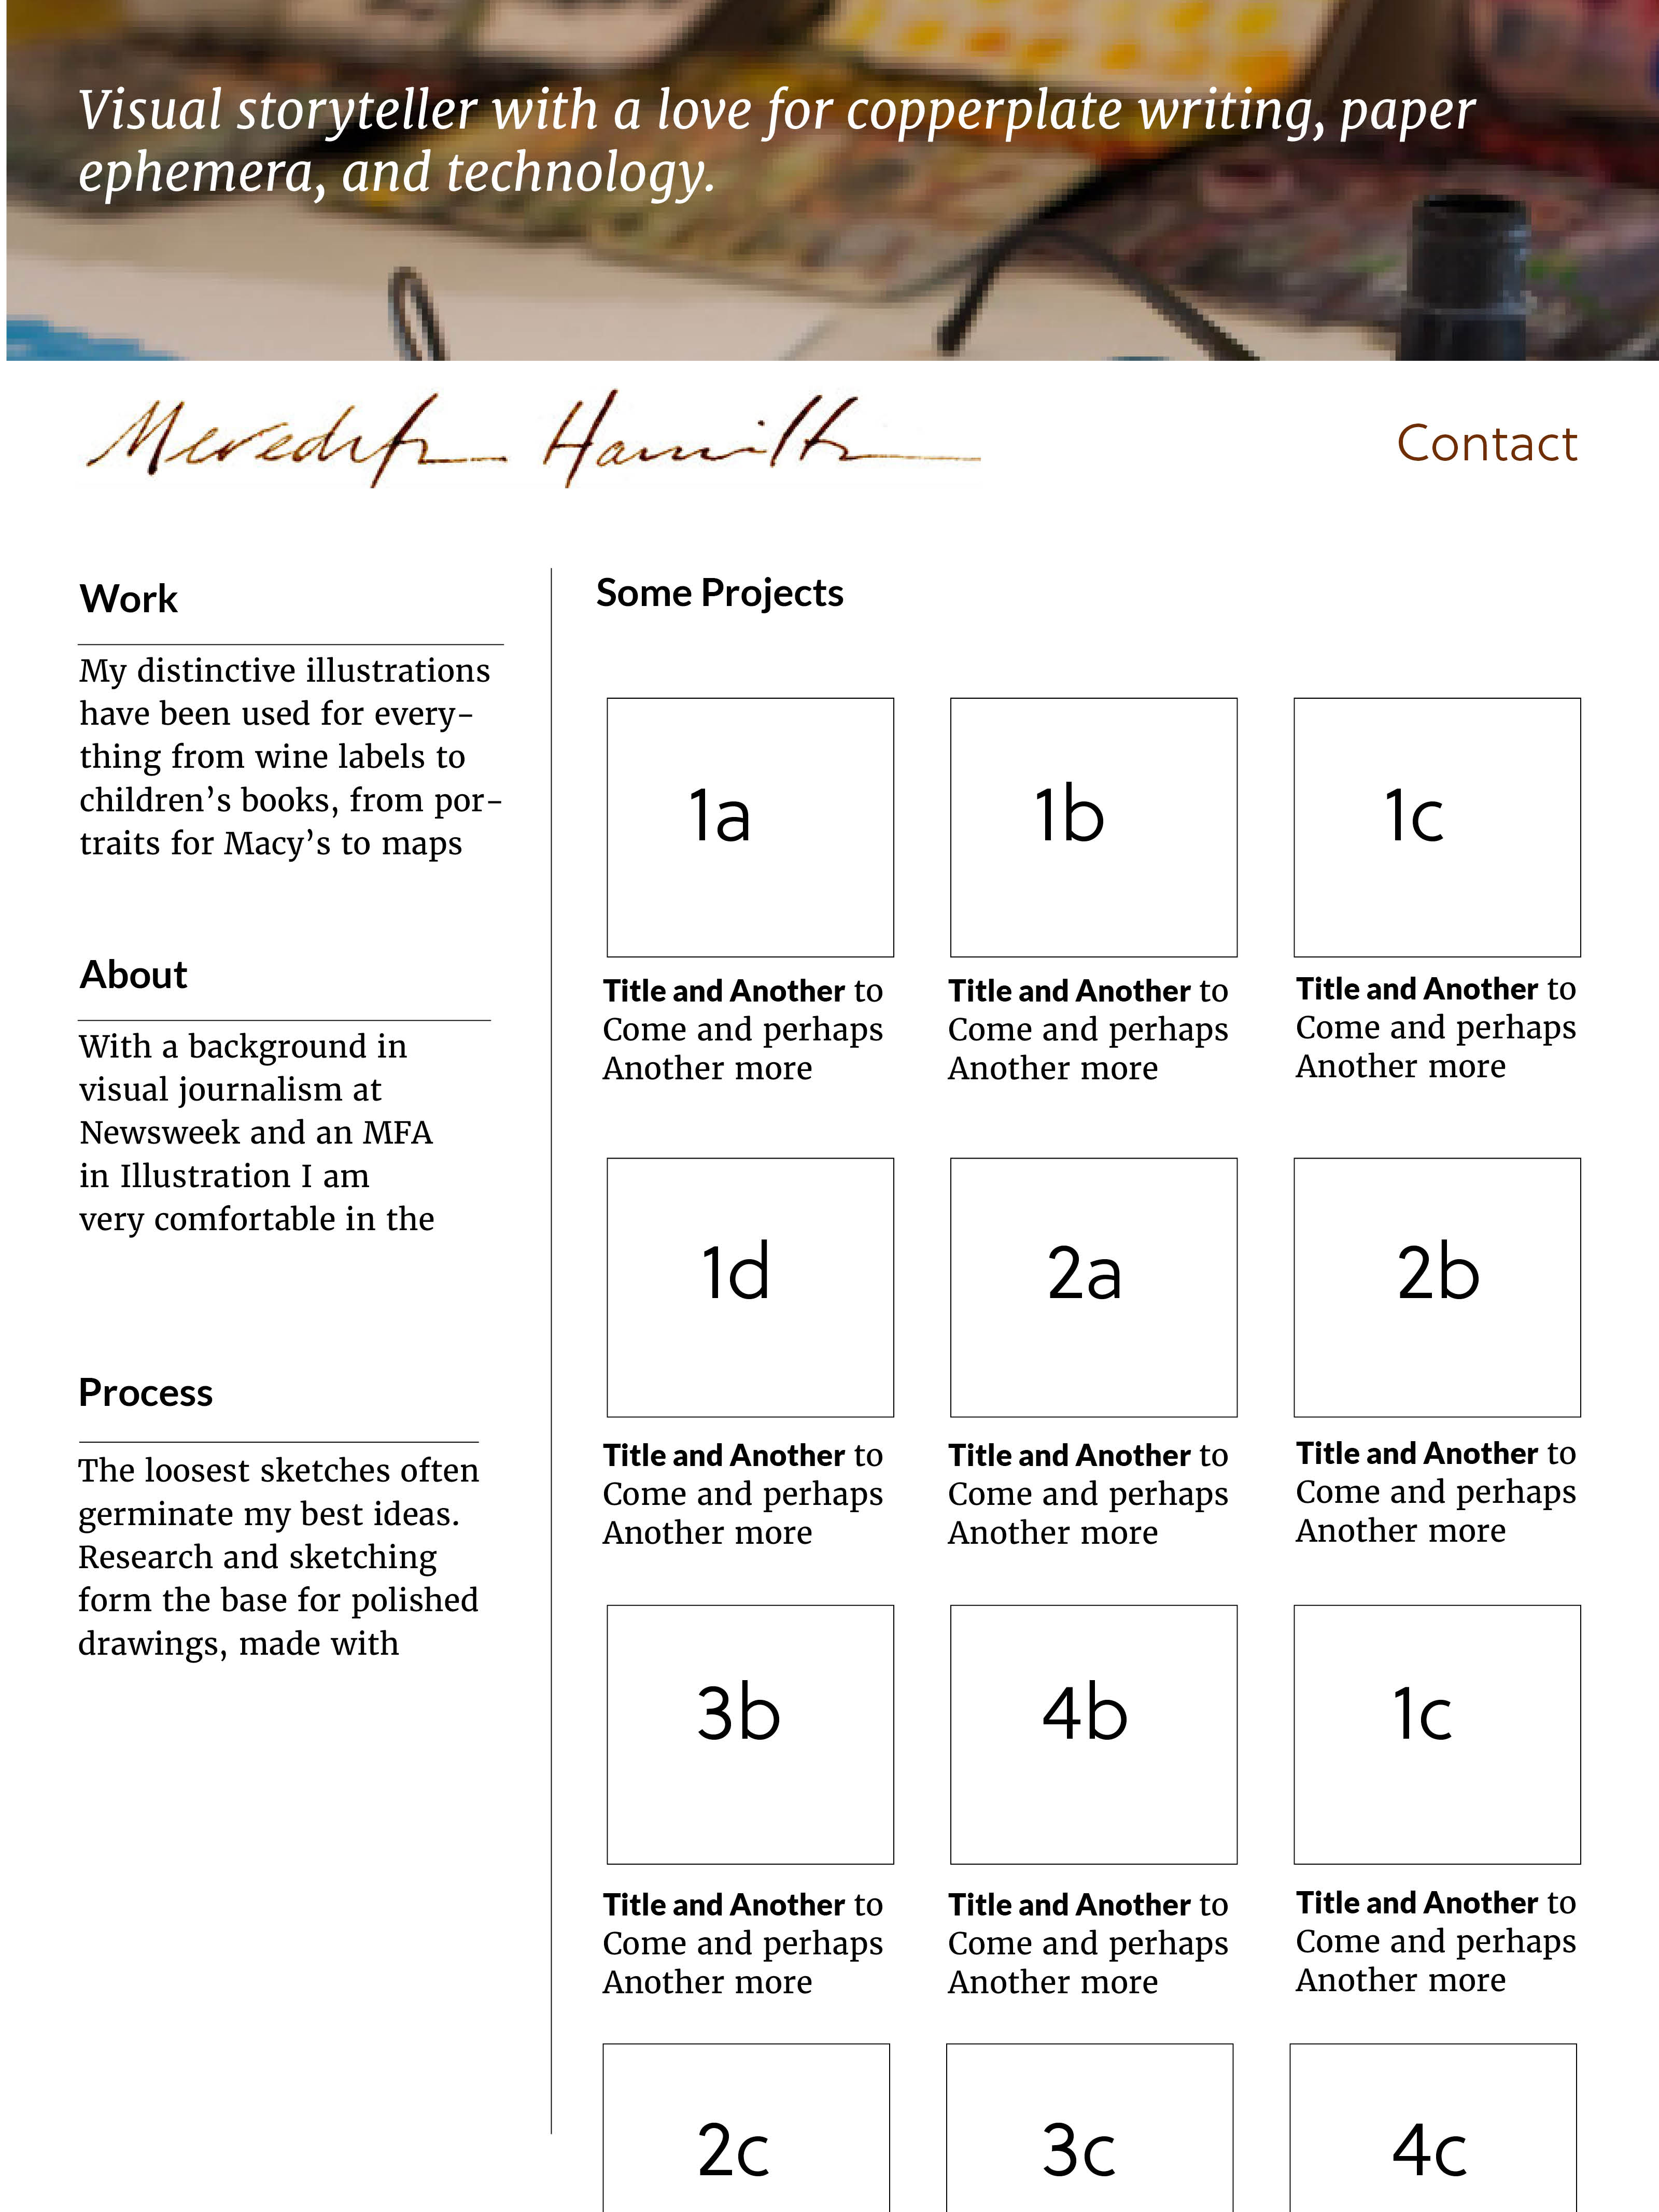 Visual storyteller with a love for copperplate writing, paper
ephemera, and technology.
Meredith Hamilton
Contact
Work
My distinctive illustrations
have been used for every-
thing from wine labels to
children’s books, from por-
traits for Macy’s to maps
About
With a background in
visual journalism at
Newsweek and an MFA
in Illustration I am
very comfortable in the
Process
The loosest sketches often
germinate my best ideas.
Research and sketching
form the base for polished
drawings, made with
Some Projects
1a
1b
1c
Title and Another to
Come and perhaps
Another more
Title and Another to
Come and perhaps
Another more
Title and Another to
Come and perhaps
Another more
1d
2a
2b
Title and Another to
Come and perhaps
Another more
Title and Another to
Come and perhaps
Another more
Title and Another to
Come and perhaps
Another more
3b
4b
1c
Title and Another to
Come and perhaps
Another more
Title and Another to
Come and perhaps
Another more
Title and Another to
Come and perhaps
Another more
2c
3c
4c